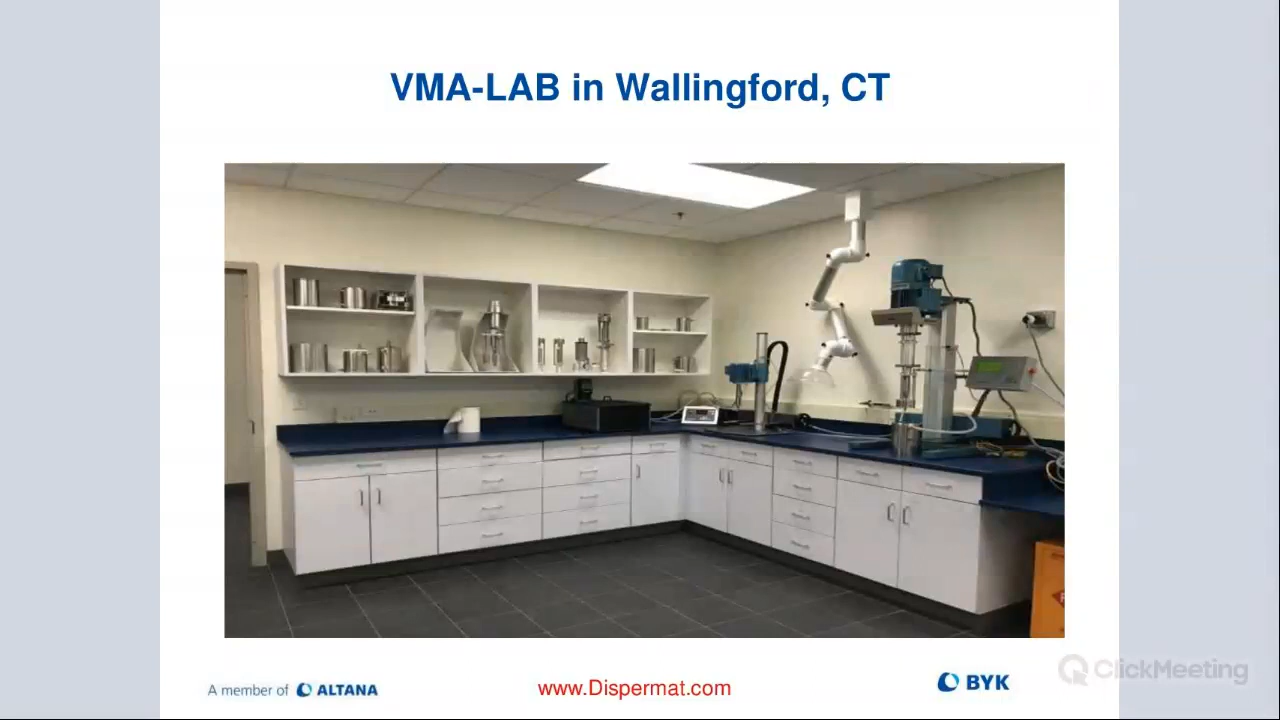 VMA-LAB in Wallingford, CT
A member of ALTANA
www.Dispermat.com
BYK
ClickMeeting